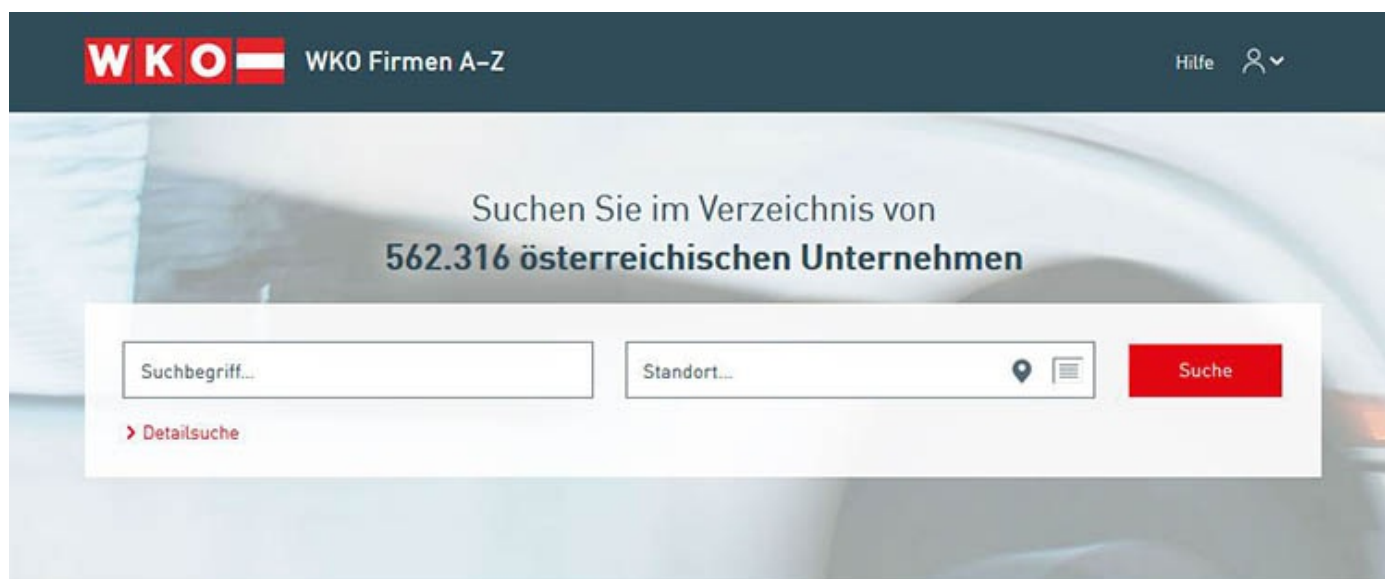 WKO WKO Firmen A–Z Hilfe
Suchen Sie im Verzeichnis von
562.316 österreichischen Unternehmen
Suchbegriff... Standort... Suche
Detailsuche